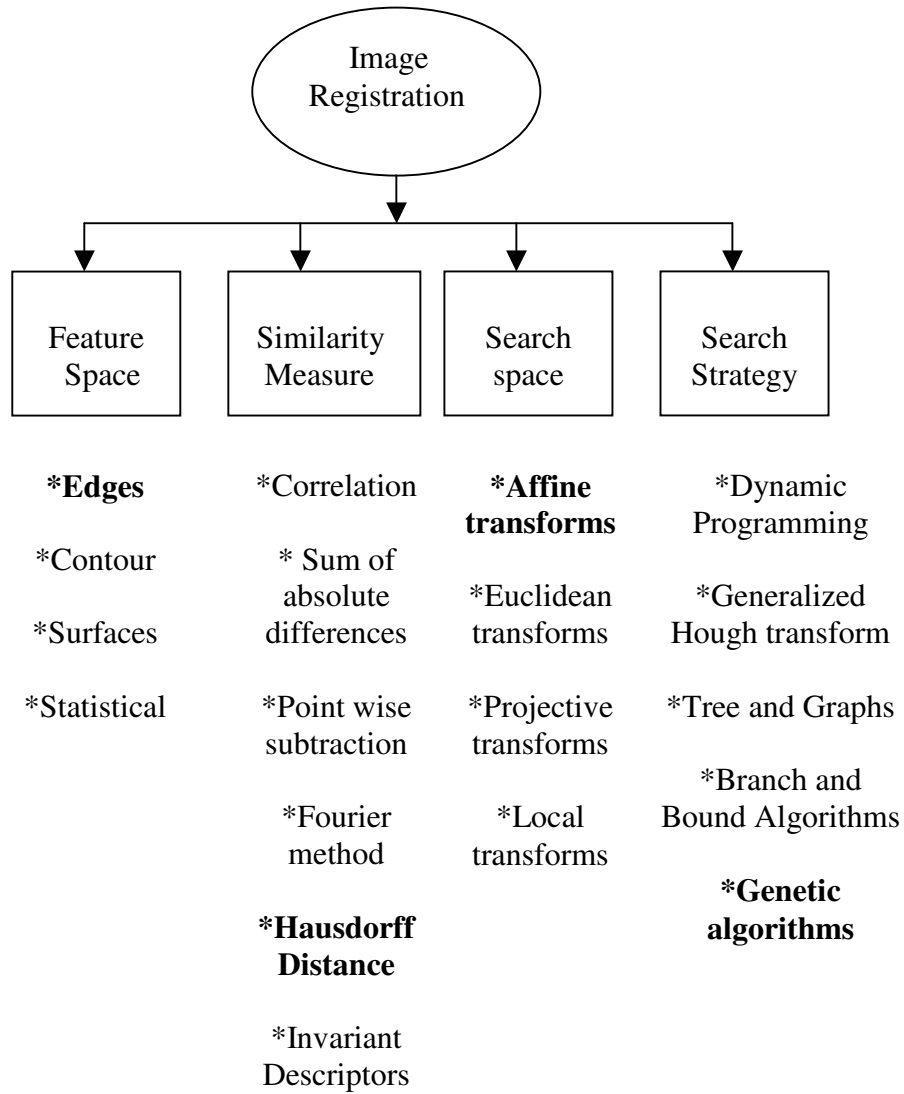 Image
Registration
Feature
Space
Similarity
Measure
Search
space
Search
Strategy
*Edges
*Contour
*Surfaces
*Statistical
*Correlation
* Sum of
absolute
differences
*Point wise
subtraction
*Fourier
method
*Hausdorff
Distance
*Invariant
Descriptors
*Affine
transforms
*Euclidean
transforms
*Projective
transforms
*Local
transforms
*Dynamic
Programming
*Generalized
Hough transform
*Tree and Graphs
*Branch and
Bound Algorithms
*Genetic
algorithms